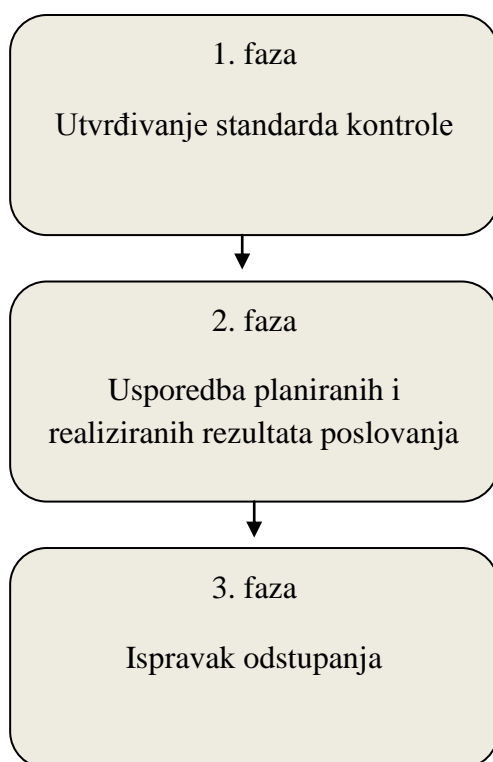 1. faza
Utvrđivanje standarda kontrole
2. faza
Usporedba planiranih i
realiziranih rezultata poslovanja
3. faza
Ispravak odstupanja